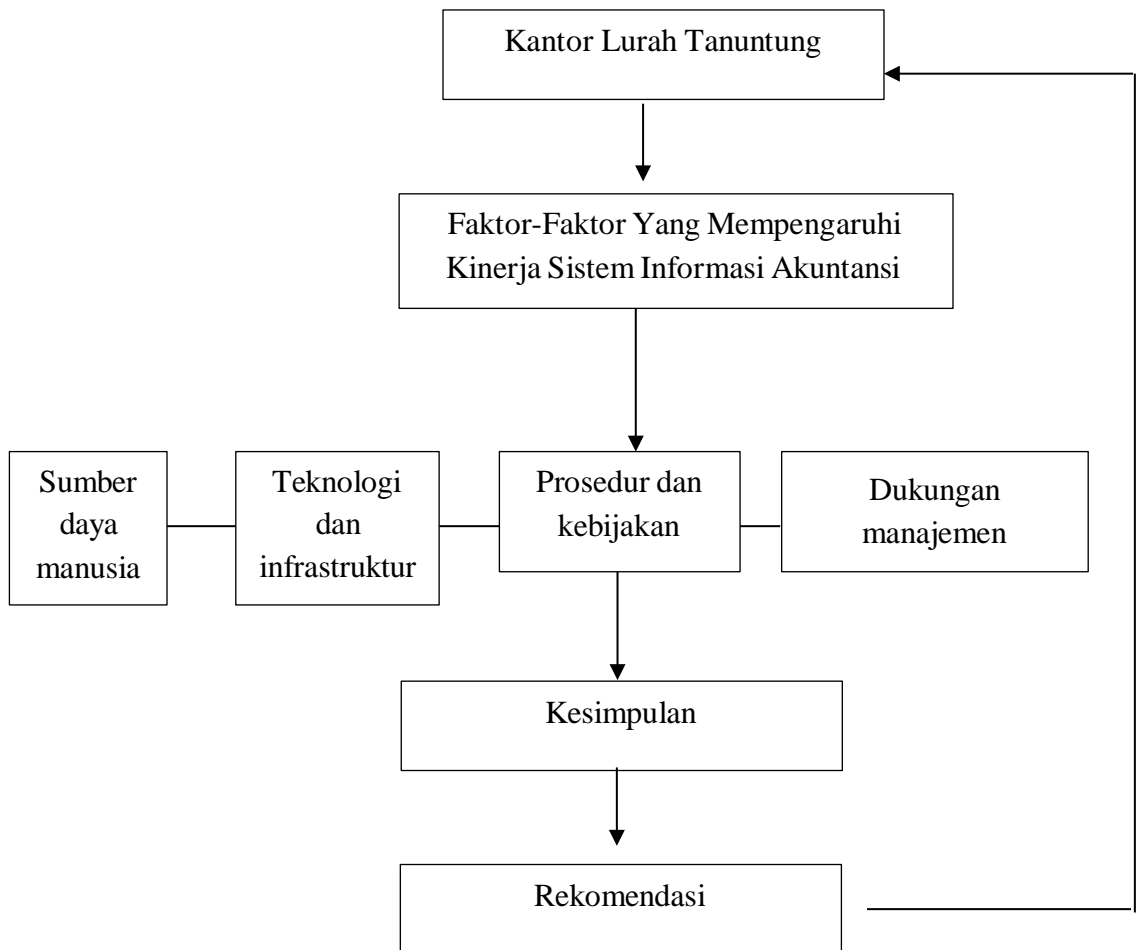 Kantor Lurah Tanuntung
Faktor-Faktor Yang Mempengaruhi
Kinerja Sistem Informasi Akuntansi
Sumber
daya
manusia
Teknologi
dan
infrastruktur
Prosedur dan
kebijakan
Dukungan
manajemen
Kesimpulan
Rekomendasi